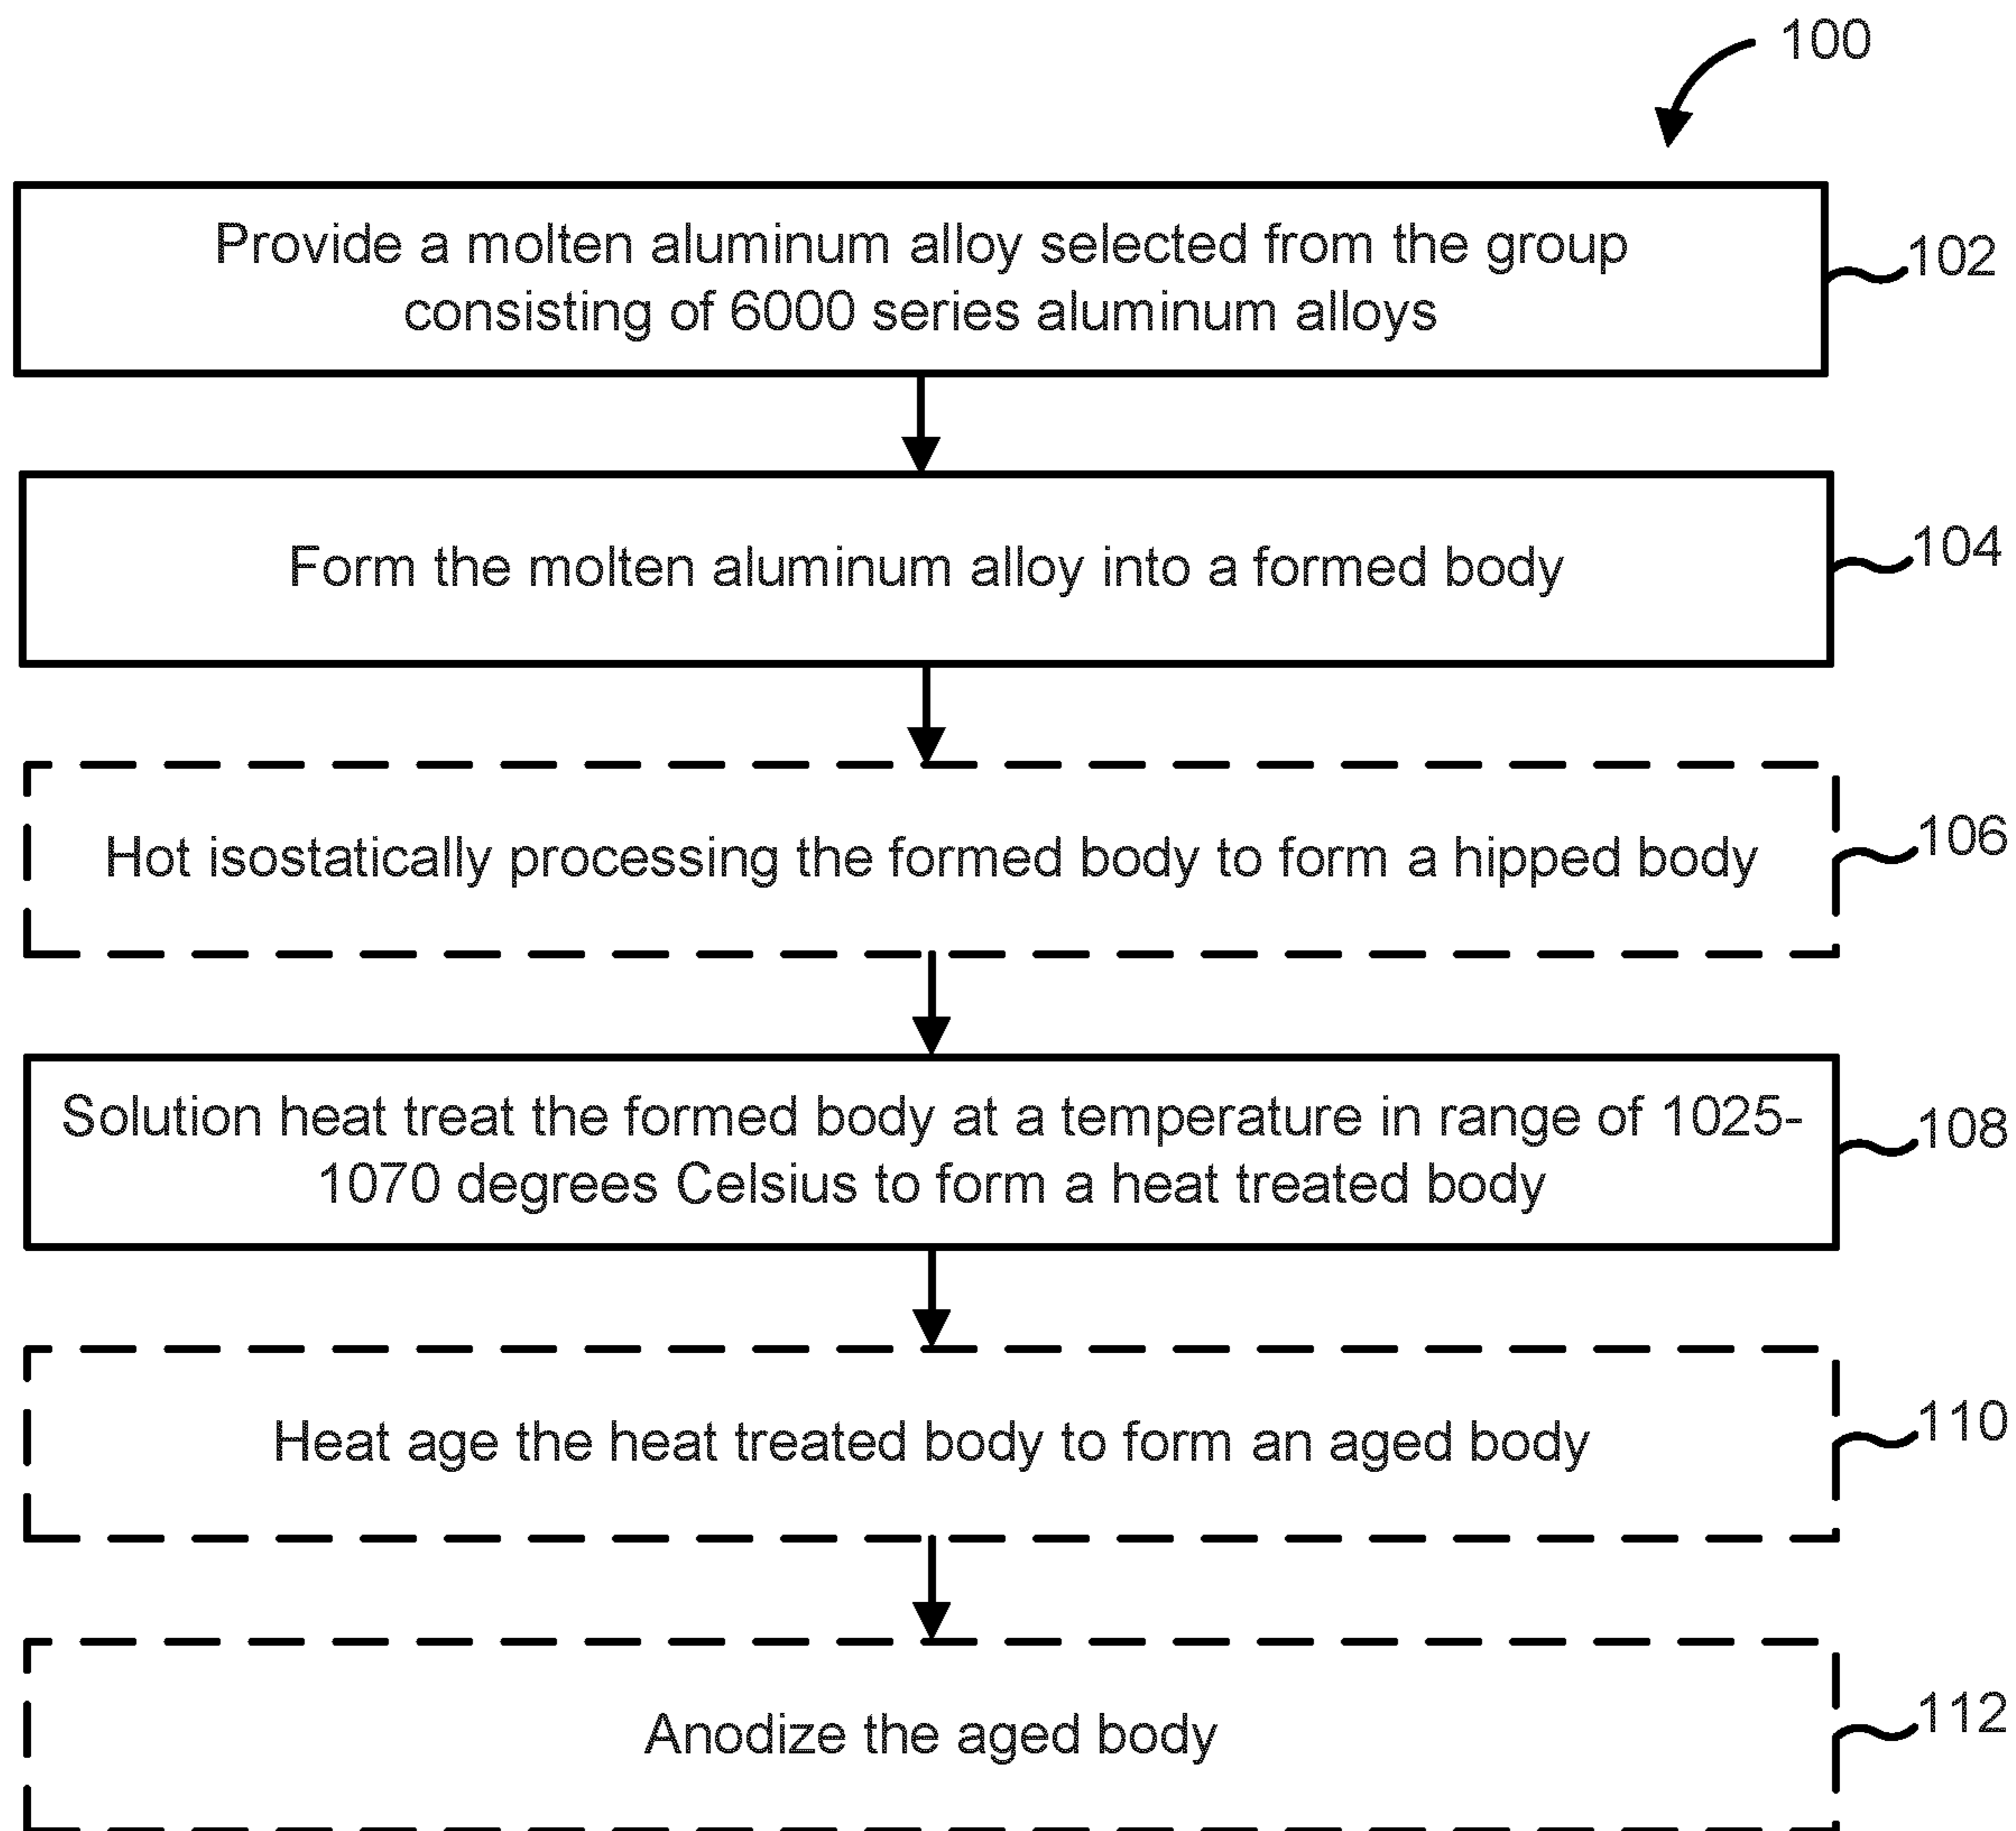 100
Provide a molten aluminum alloy selected from the group
consisting of 6000 series aluminum alloys
102
Form the molten aluminum alloy into a formed body
104
Hot isostatically processing the formed body to form a hipped body
106
Solution heat treat the formed body at a temperature in range of 1025-
1070 degrees Celsius to form a heat treated body
108
Heat age the heat treated body to form an aged body
110
Anodize the aged body
112